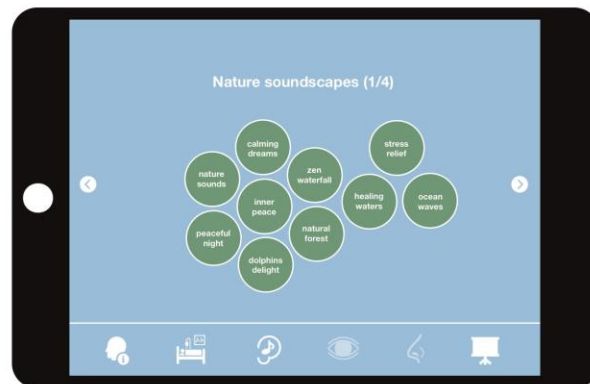 Nature soundscapes (1/4)
calming
dreams
stress
relief
nature
sounds
zen
waterfall
inner
peace
healing
waters
ocean
waves
peaceful
night
natural
forest
dolphins
delight